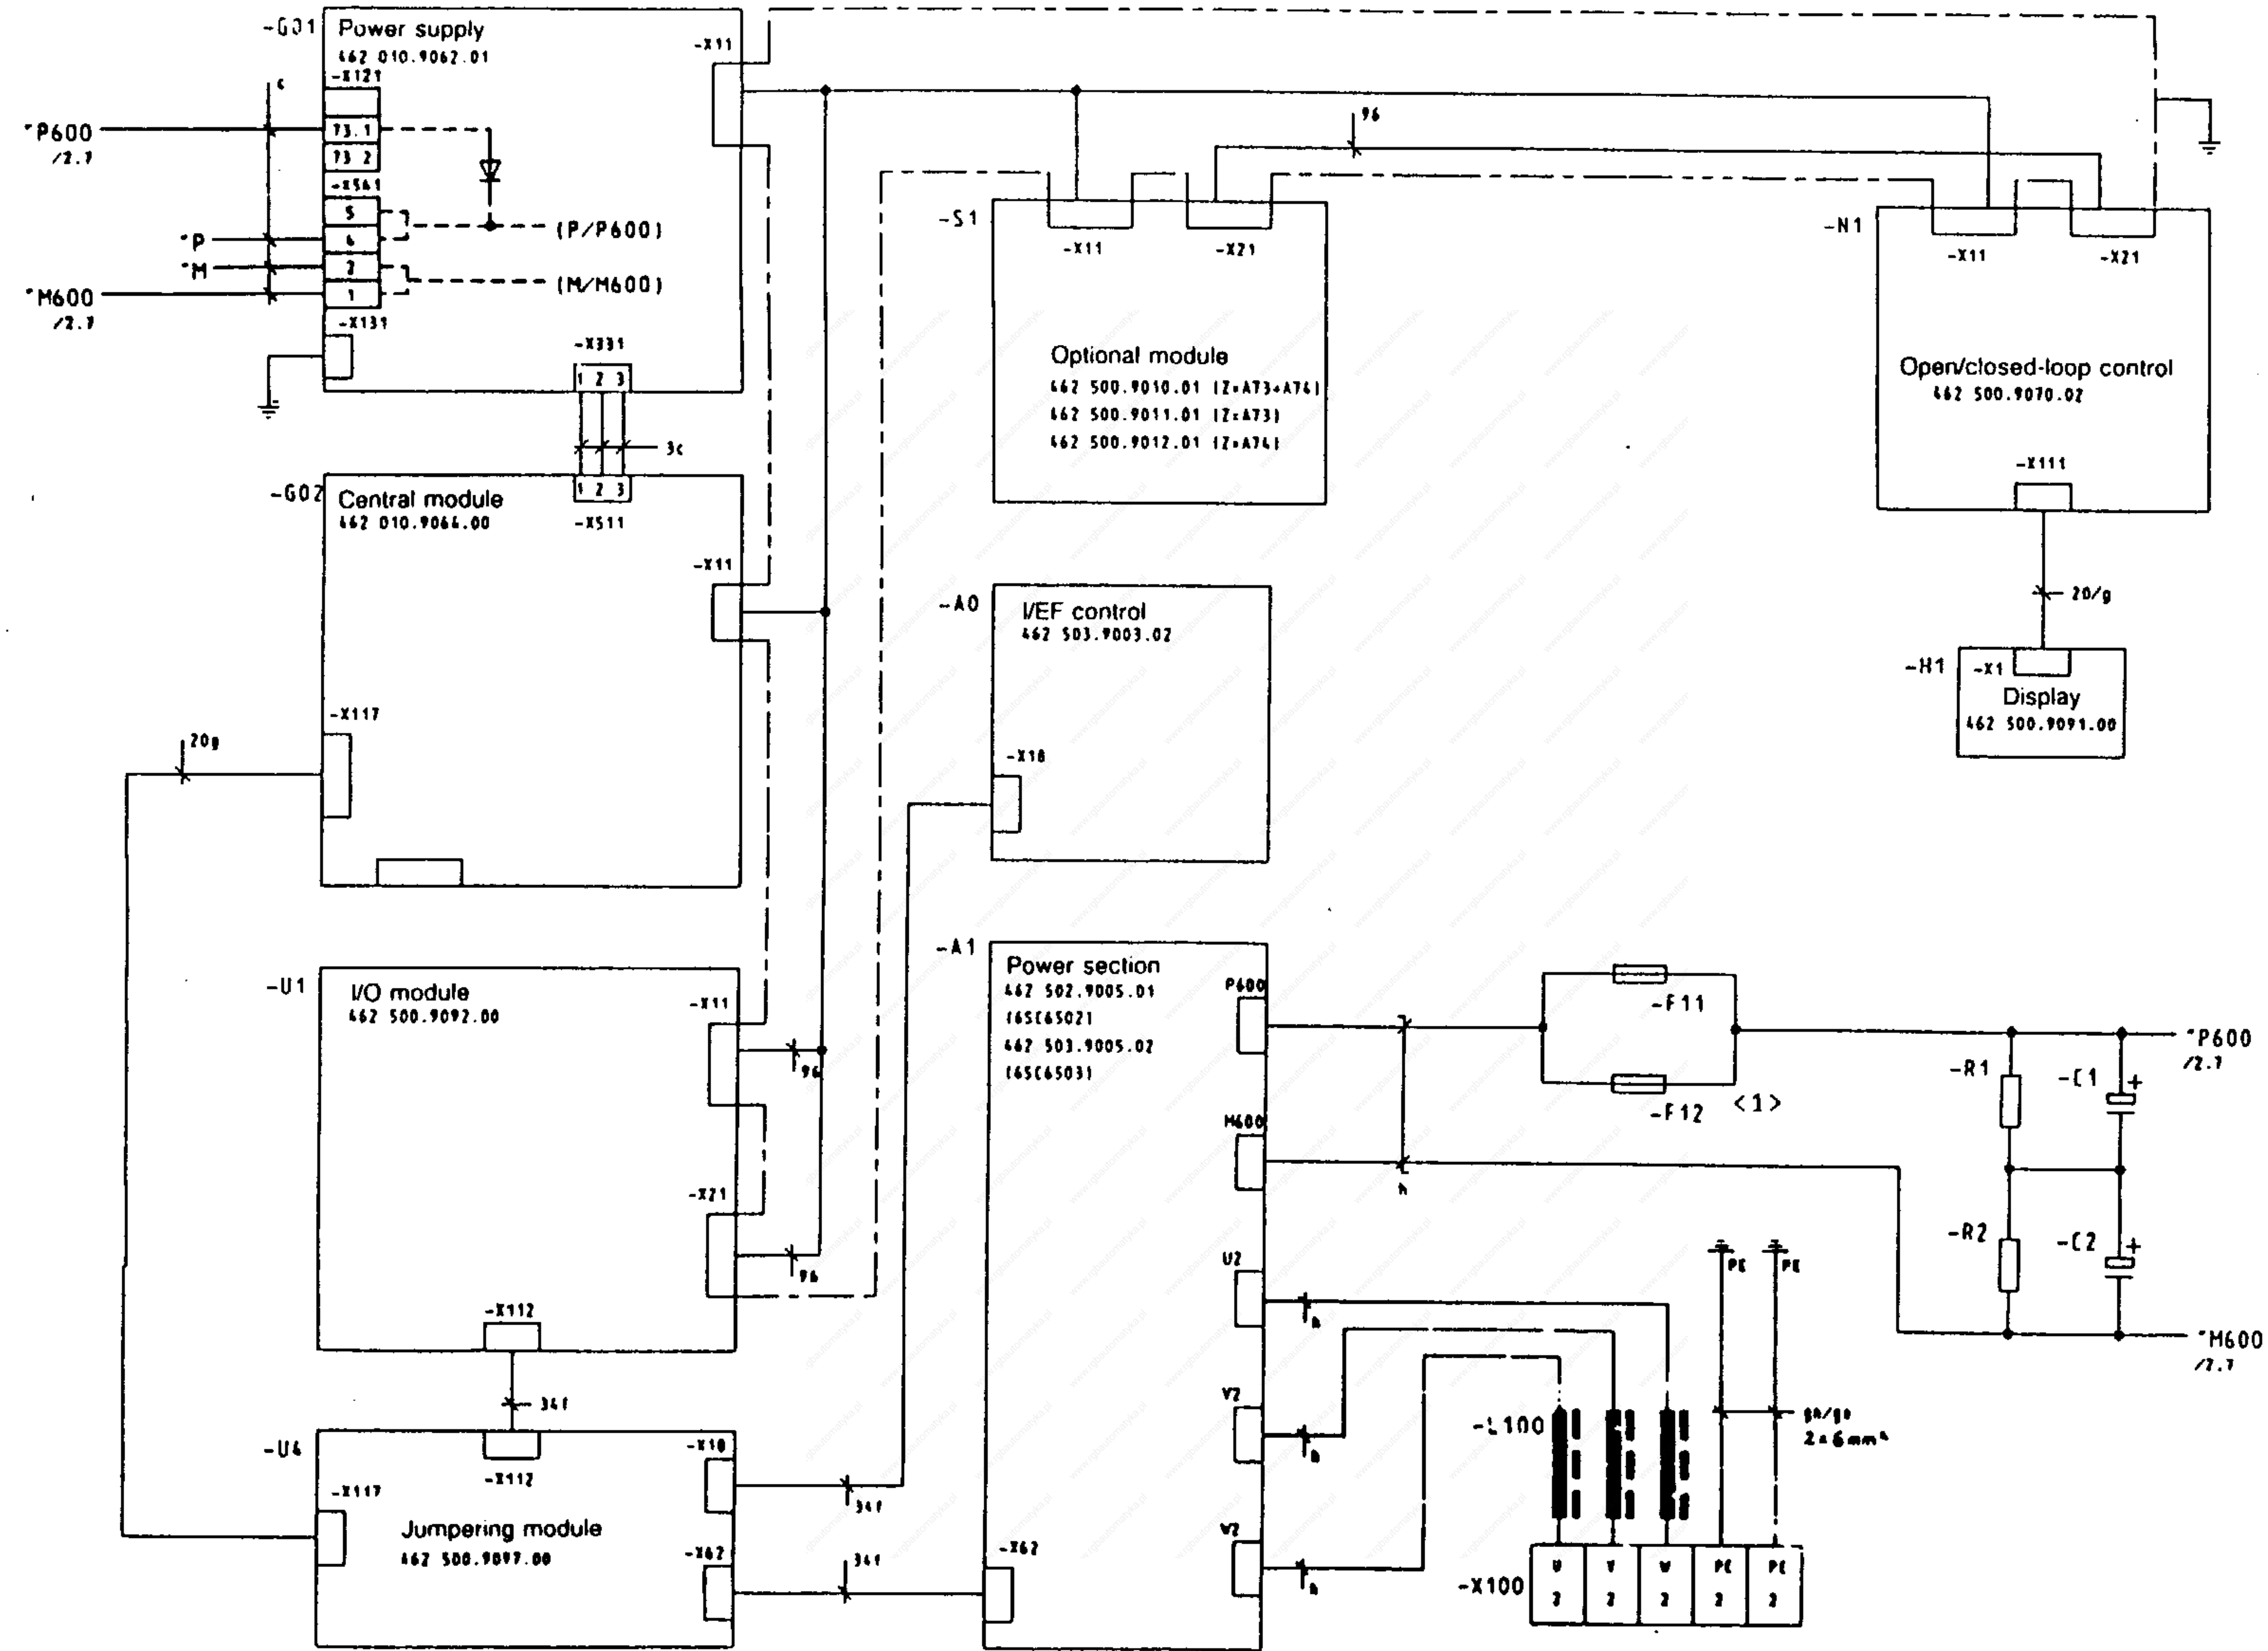 -G01
Power supply
462 010.9062.01
-X121
-X11
73.1
73 2
*P600
/2.7
-X541
5
4
2
1
*P
*M
*M600
/2.7
(P/P600)
(M/M600)
-X131
-X331
1 2 3
3c
1 2 3
-X511
-G02
Central module
462 010.9064.00
-X11
-X117
20g
-U1
I/O module
462 500.9092.00
-X11
96
-X21
96
-X112
34f
-U4
-X112
-X117
Jumpering module
462 500.9097.00
-X18
34f
-X62
34f
-S1
-X11
-X21
96
Optional module
462 500.9010.01 (Z=A73+A74)
462 500.9011.01 (Z=A73)
462 500.9012.01 (Z=A74)
-N1
-X11
-X21
Open/closed-loop control
462 500.9070.02
-X111
20/g
-H1
-X1
Display
462 500.9091.00
-A0
I/EF control
462 503.9003.02
-X18
-A1
Power section
462 502.9005.01
(6SC6502)
462 503.9005.02
(6SC6503)
P600
M600
U2
V2
W2
-X62
h
h
h
h
-F11
-F12
<1>
-R1
-C1
+
-R2
-C2
+
*P600
/2.7
*M600
/2.7
PE
PE
-L100
2x6mm²
-X100
U
2
V
2
W
2
PE
2
PE
2
www.rgbautomatyka.pl